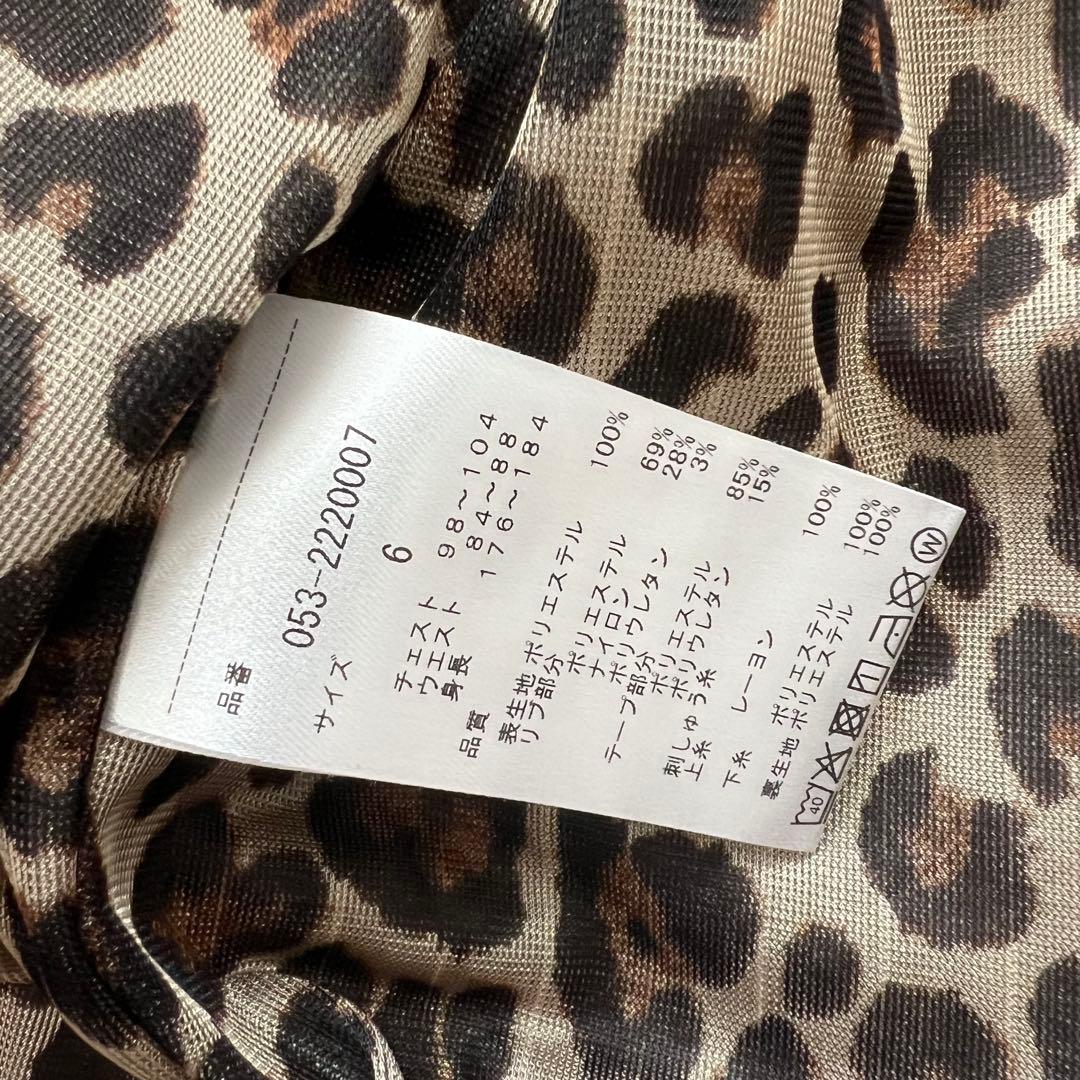 品番 053-2220007
サイズ 6
チェスト 98～104
ウエスト 84～88
身長 176～184
品質
表生地 ポリエステル 100%
リブ部分 ポリエステル 69%
ナイロン 28%
ポリウレタン 3%
テープ部分 ポリエステル 85%
ポリウレタン 15%
刺しゅう糸
上糸 レーヨン 100%
下糸 ポリエステル 100%
裏生地 ポリエステル 100%
40
W